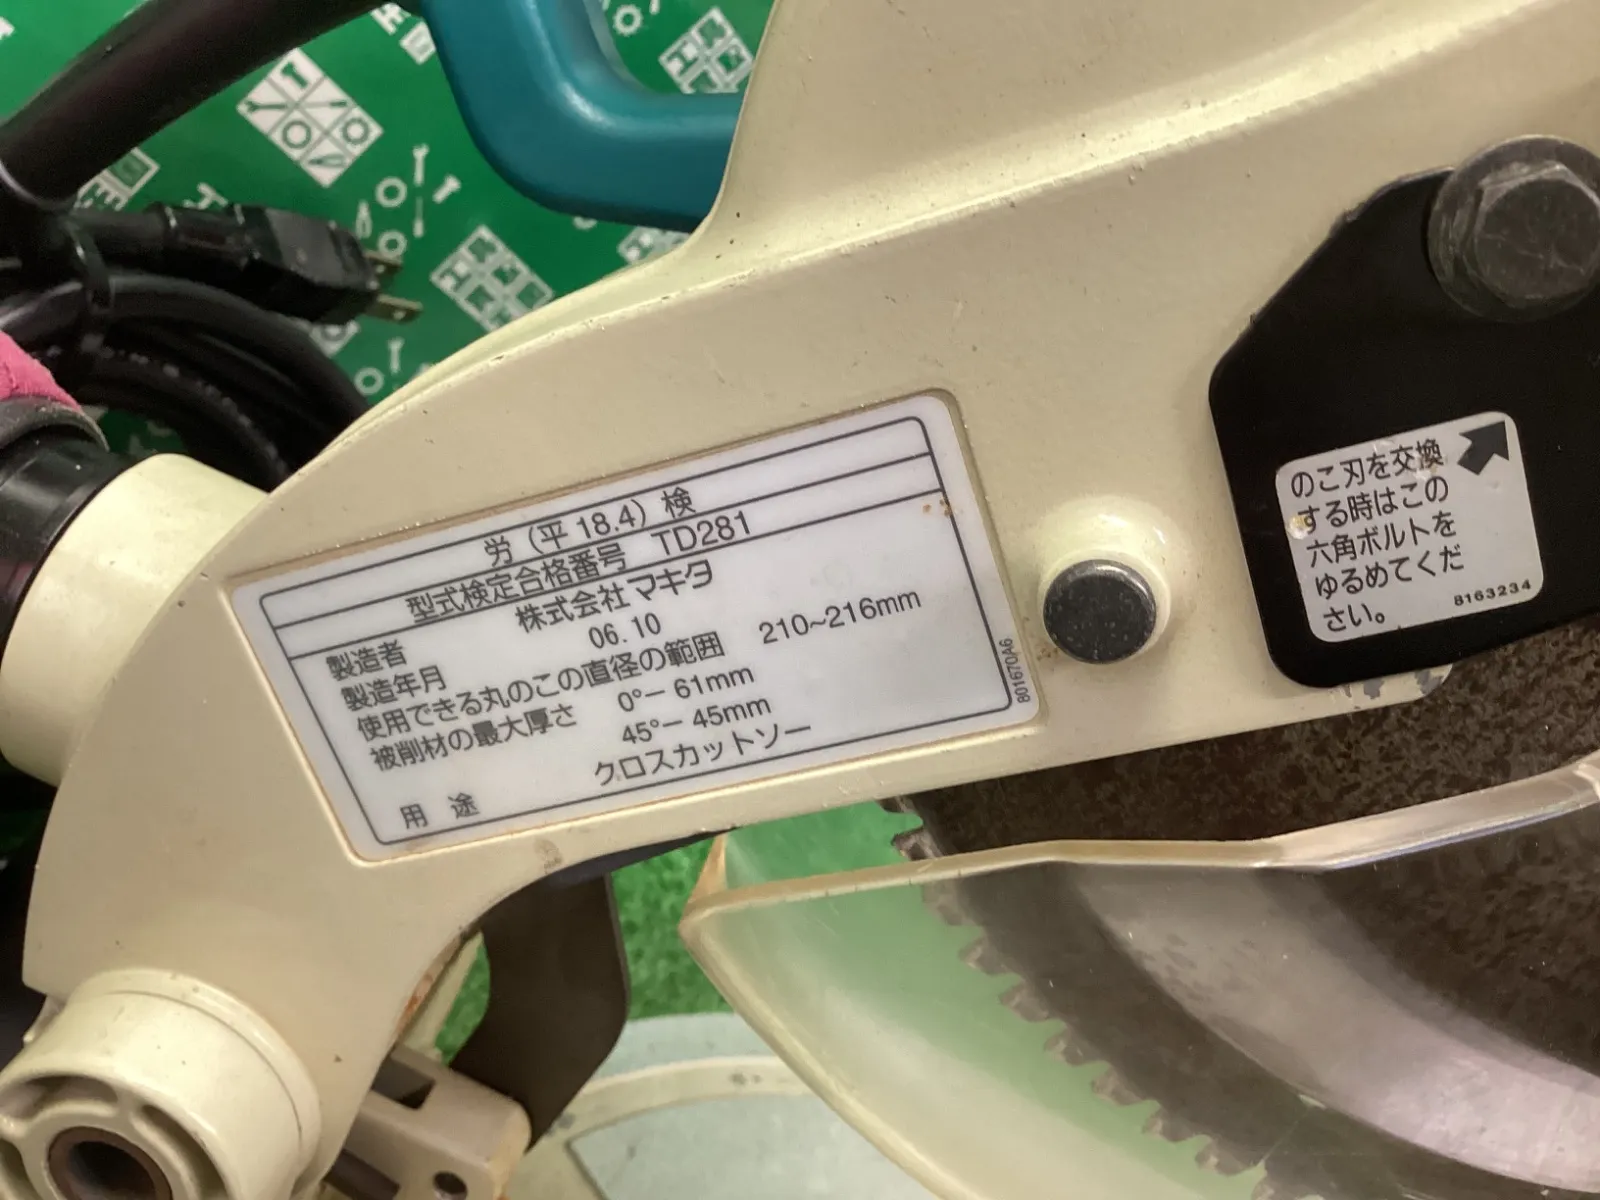 労（平 18.4）検
型式検定合格番号 TD281
製造者 株式会社マキタ
製造年月 06.10
使用できる丸のこの直径の範囲 210~216mm
被削材の最大厚さ 0°− 61mm
45°− 45mm
用 途 クロスカットソー
801670A6
のこ刃を交換
する時はこの
六角ボルトを
ゆるめてくだ
さい。
8163234